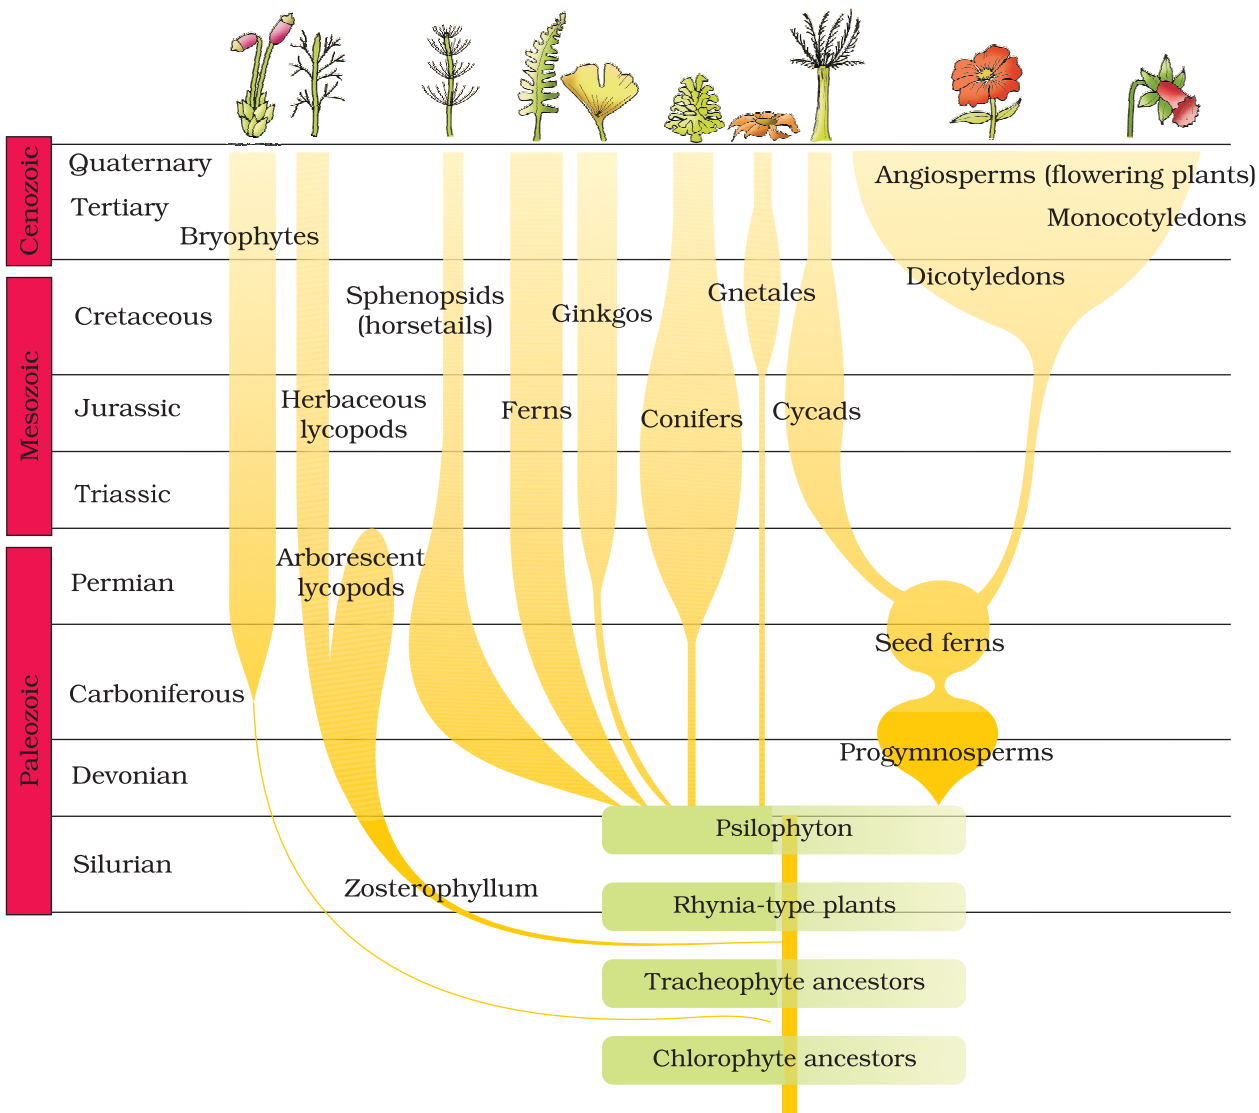 Cenozoic
Quaternary
Tertiary
Bryophytes
Angiosperms (flowering plants)
Monocotyledons
Dicotyledons
Mesozoic
Cretaceous
Sphenopsids
(horsetails)
Ginkgos
Gnetales
Jurassic
Herbaceous
lycopods
Ferns
Conifers
Cycads
Triassic
Paleozoic
Permian
Arborescent
lycopods
Seed ferns
Carboniferous
Progymnosperms
Devonian
Psilophyton
Silurian
Zosterophyllum
Rhynia-type plants
Tracheophyte ancestors
Chlorophyte ancestors